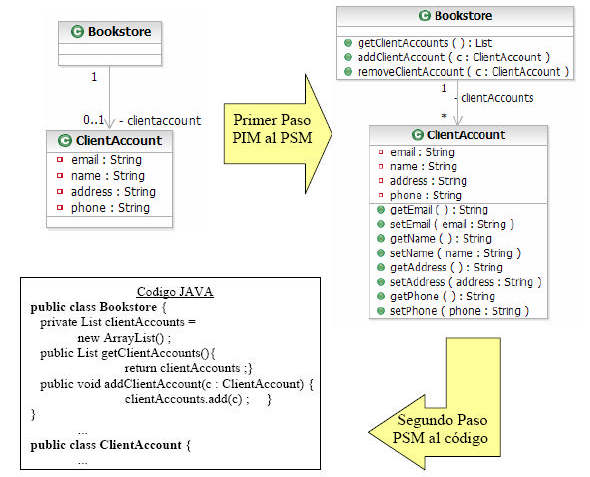 Bookstore
1
0..1
- clientaccount
ClientAccount
email : String
name : String
address : String
phone : String
Primer Paso
PIM al PSM
Bookstore
getClientAccounts ( ) : List
addClientAccount ( c : ClientAccount )
removeClientAccount ( c : ClientAccount )
1
- clientAccounts
*
ClientAccount
email : String
name : String
address : String
phone : String
getEmail ( ) : String
setEmail ( email : String )
getName ( ) : String
setName ( name : String )
getAddress ( ) : String
setAddress ( address : String )
getPhone ( ) : String
setPhone ( phone : String )
Segundo Paso
PSM al código
Codigo JAVA
public class Bookstore {
private List clientAccounts =
new ArrayList() ;
public List getClientAccounts(){
return clientAccounts ;}
public void addClientAccount(c : ClientAccount) {
clientAccounts.add(c) ; }
}
...
public class ClientAccount {
...